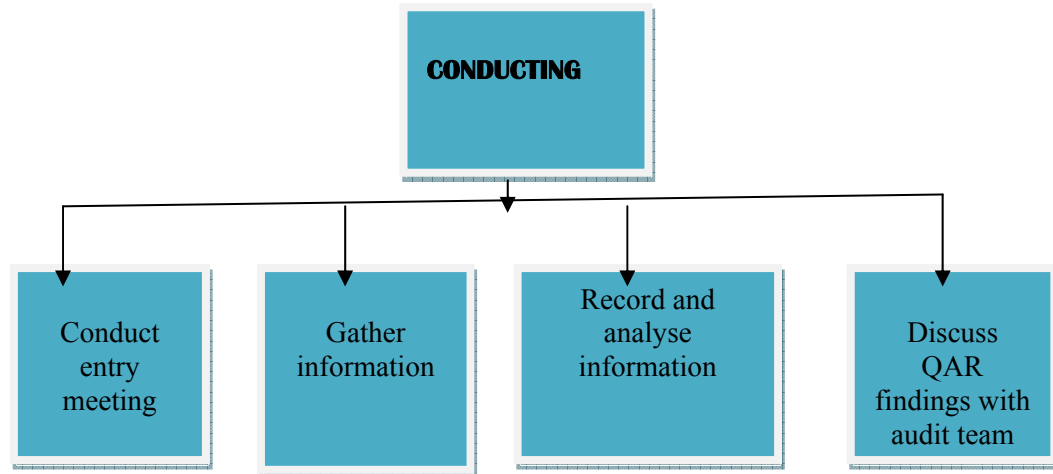 CONDUCTING
Conduct
entry
meeting
Gather
information
Record and
analyse
information
Discuss
QAR
findings with
audit team